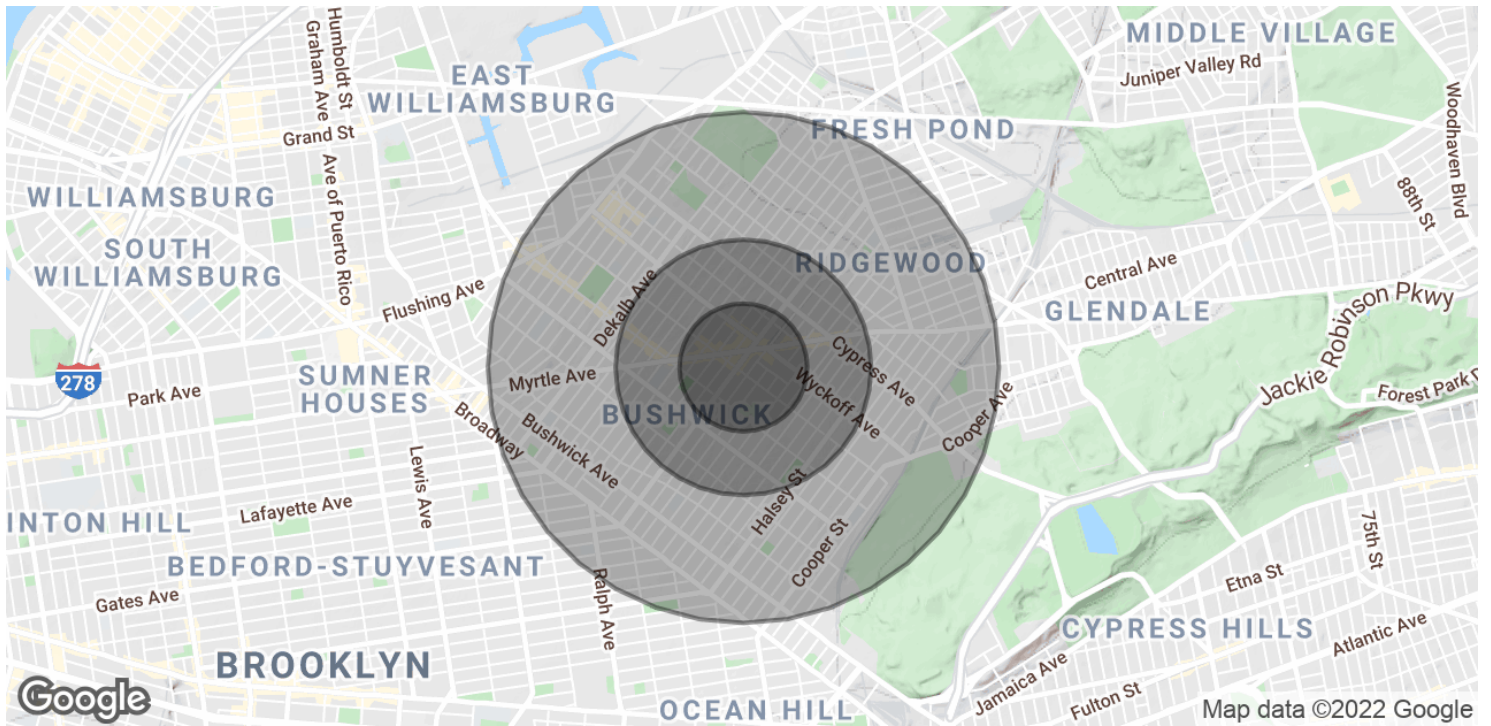 MIDDLE VILLAGE
Juniper Valley Rd
Humboldt St
Graham Ave
EAST
WILLIAMSBURG
Woodhaven Blvd
Grand St
FRESH POND
Ave of Puerto Rico
WILLIAMSBURG
88th St
SOUTH
WILLIAMSBURG
RIDGEWOOD
Central Ave
Flushing Ave
Dekalb Ave
GLENDALE
Jackie Robinson Pkwy
278
Park Ave
SUMNER
HOUSES
Myrtle Ave
Cypress Ave
Wyckoff Ave
Forest Park D
BUSHWICK
Broadway
Bushwick Ave
Cooper Ave
Lewis Ave
Halsey St
INTON HILL
Lafayette Ave
75th St
Cooper St
BEDFORD-STUYVESANT
Ralph Ave
Etna St
Gates Ave
CYPRESS HILLS
Atlantic Ave
BROOKLYN
Jamaica Ave
Fulton St
Google
OCEAN HILL
Map data ©2022 Google